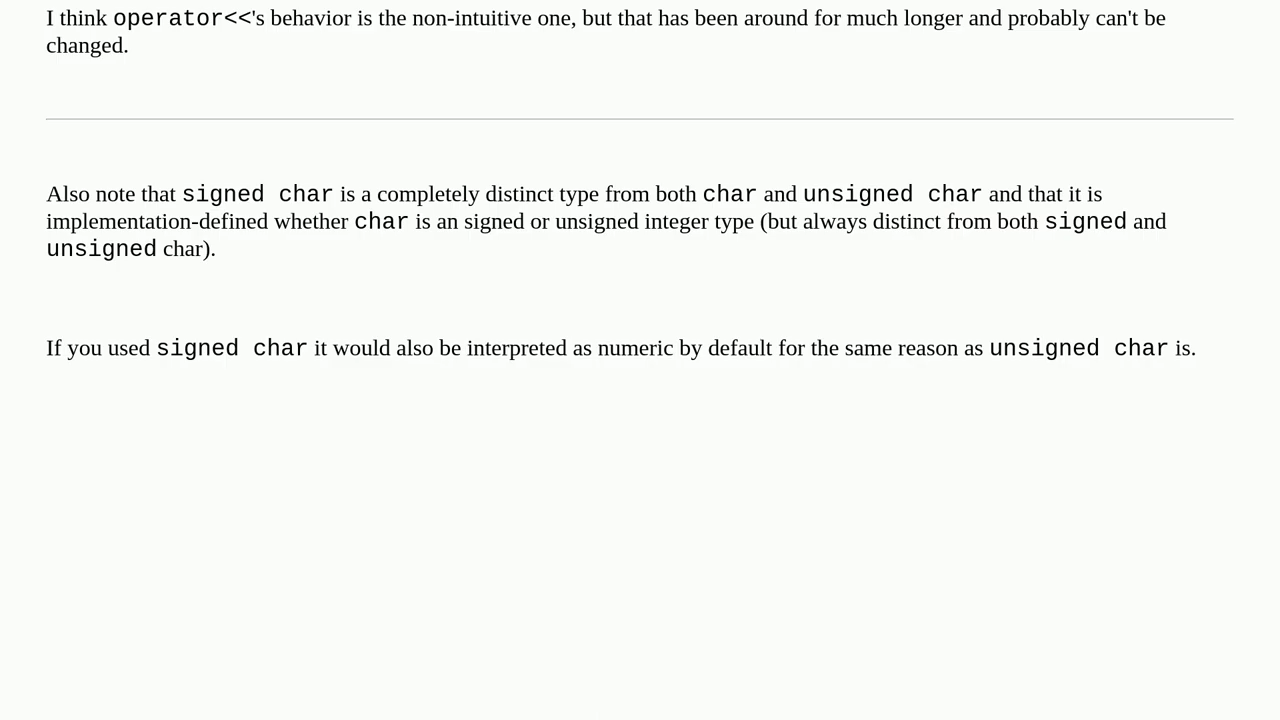 I think operator<<'s behavior is the non-intuitive one, but that has been around for much longer and probably can't be
changed.
Also note that signed char is a completely distinct type from both char and unsigned char and that it is
implementation-defined whether char is an signed or unsigned integer type (but always distinct from both signed and
unsigned char).
If you used signed char it would also be interpreted as numeric by default for the same reason as unsigned char is.